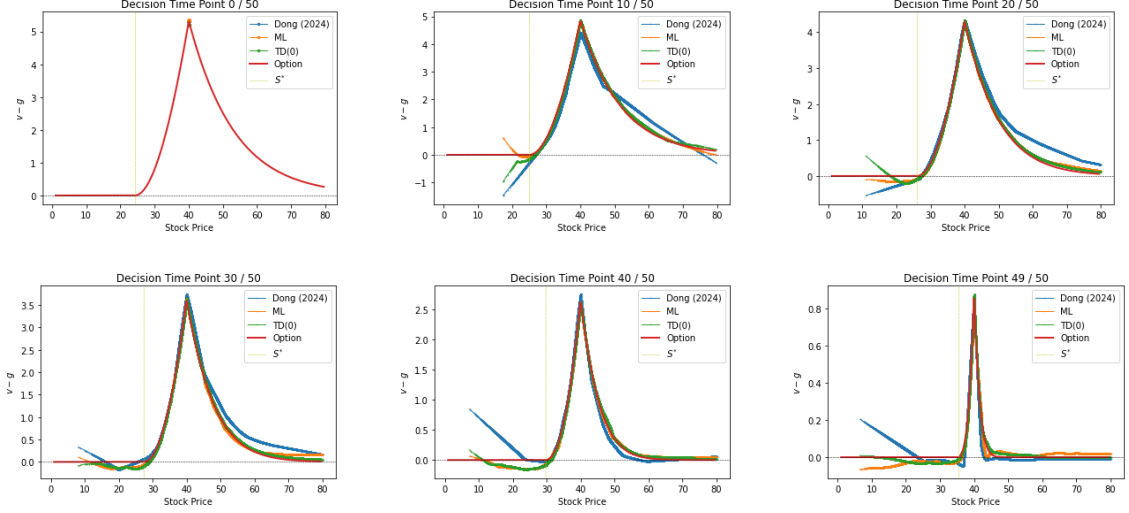 Decision Time Point 0 / 50
v − g
5
4
3
2
1
0
Dong (2024)
ML
TD(0)
Option
S*
0 10 20 30 40 50 60 70 80
Stock Price
Decision Time Point 10 / 50
v − g
5
4
3
2
1
0
−1
Dong (2024)
ML
TD(0)
Option
S*
0 10 20 30 40 50 60 70 80
Stock Price
Decision Time Point 20 / 50
v − g
4
3
2
1
0
Dong (2024)
ML
TD(0)
Option
S*
0 10 20 30 40 50 60 70 80
Stock Price
Decision Time Point 30 / 50
v − g
3.5
3.0
2.5
2.0
1.5
1.0
0.5
0.0
Dong (2024)
ML
TD(0)
Option
S*
0 10 20 30 40 50 60 70 80
Stock Price
Decision Time Point 40 / 50
v − g
2.5
2.0
1.5
1.0
0.5
0.0
Dong (2024)
ML
TD(0)
Option
S*
0 10 20 30 40 50 60 70 80
Stock Price
Decision Time Point 49 / 50
v − g
0.8
0.6
0.4
0.2
0.0
Dong (2024)
ML
TD(0)
Option
S*
0 10 20 30 40 50 60 70 80
Stock Price